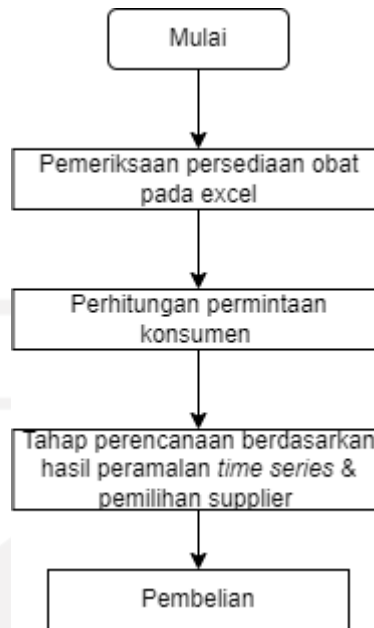 Mulai
Pemeriksaan persediaan obat
pada excel
Perhitungan permintaan
konsumen
Tahap perencanaan berdasarkan
hasil peramalan time series &
pemilihan supplier
Pembelian